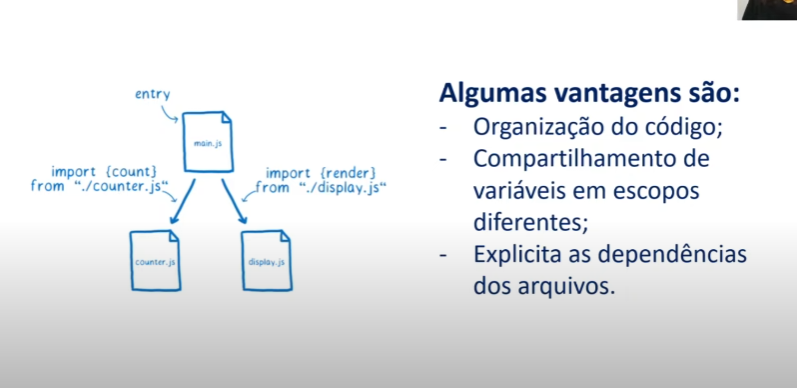 entry
main.js
import {count}
from "./counter.js"
import {render}
from "./display.js"
counter.js
display.js
Algumas vantagens são:
- Organização do código;
- Compartilhamento de
variáveis em escopos
diferentes;
- Explicita as dependências
dos arquivos.